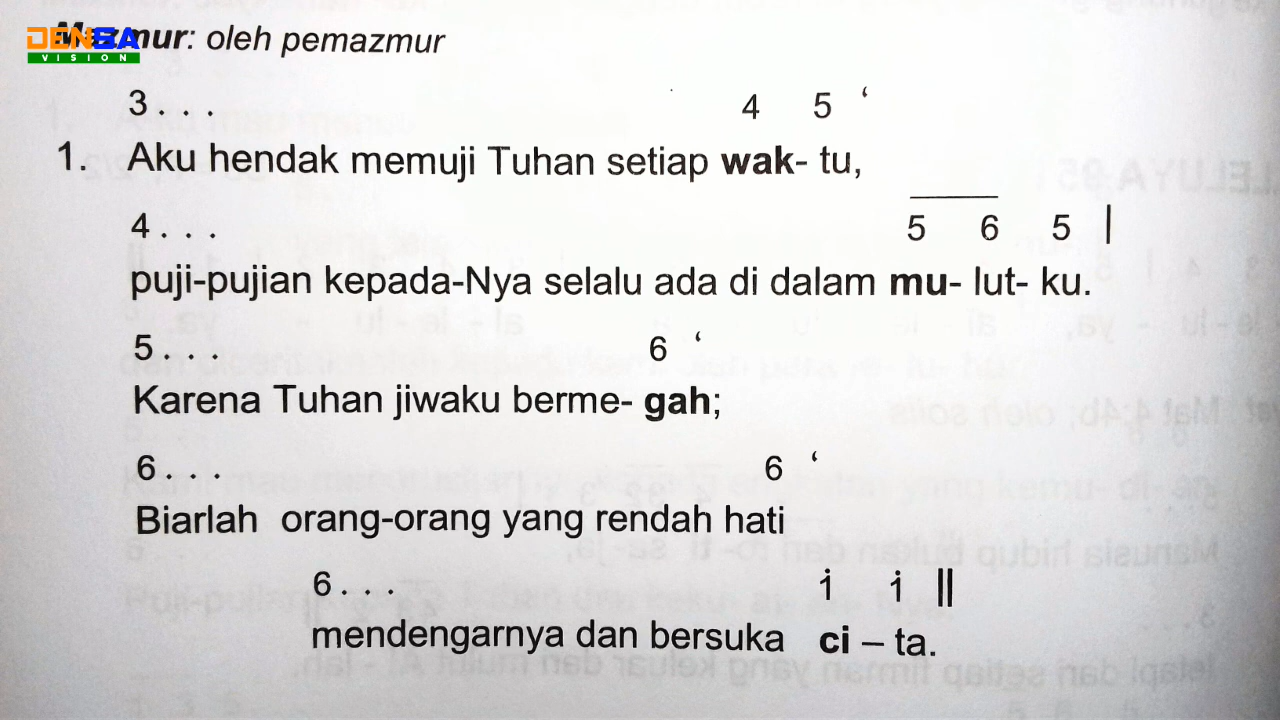 DENSA
VISION
Mazmur: oleh pemazmur
3 . . . 4 5 ‘
1. Aku hendak memuji Tuhan setiap wak- tu,
4 . . . 5 6 5 |
puji-pujian kepada-Nya selalu ada di dalam mu- lut- ku.
5 . . . 6 ‘
Karena Tuhan jiwaku berme- gah;
6 . . . 6 ‘
Biarlah orang-orang yang rendah hati
6 . . . i i ||
mendengarnya dan bersuka ci – ta.